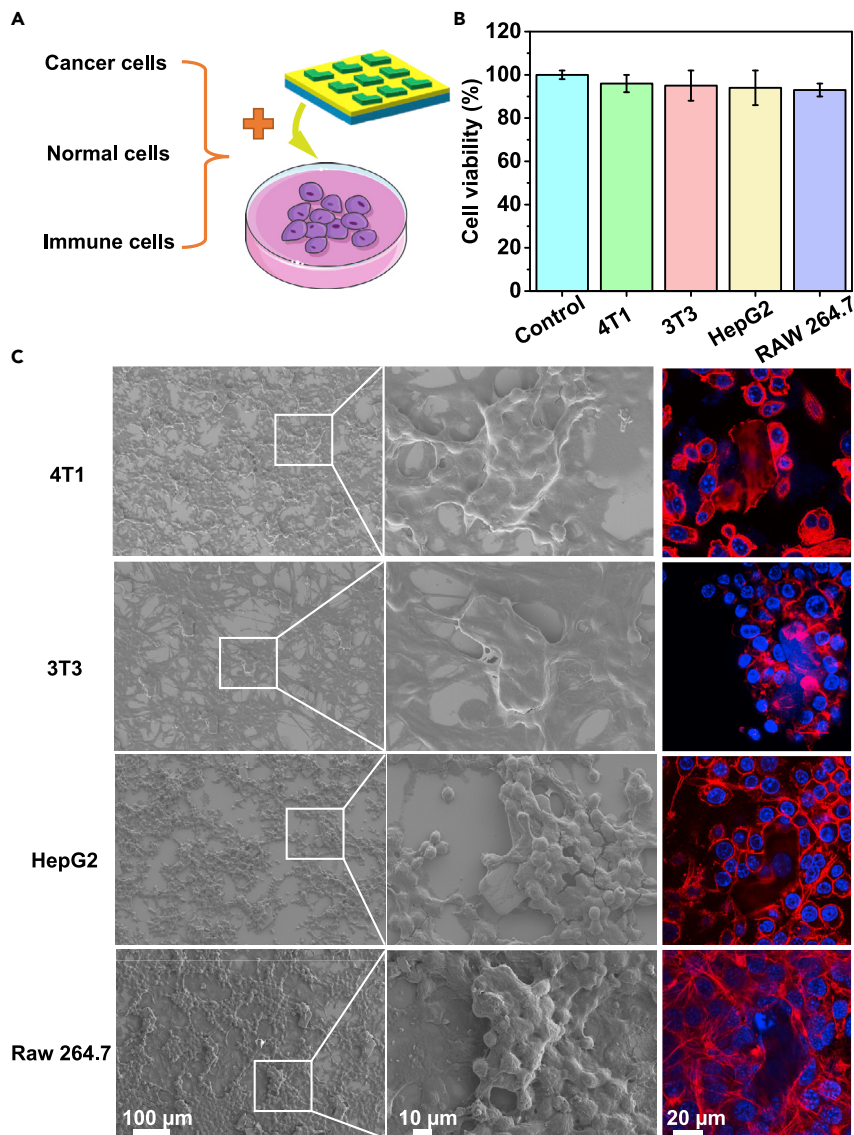 A
Cancer cells
Normal cells
Immune cells
B
Cell viability (%)
120
100
80
60
40
20
0
Control
4T1
3T3
HepG2
RAW 264.7
C
4T1
3T3
HepG2
Raw 264.7
100 µm
10 µm
20 µm